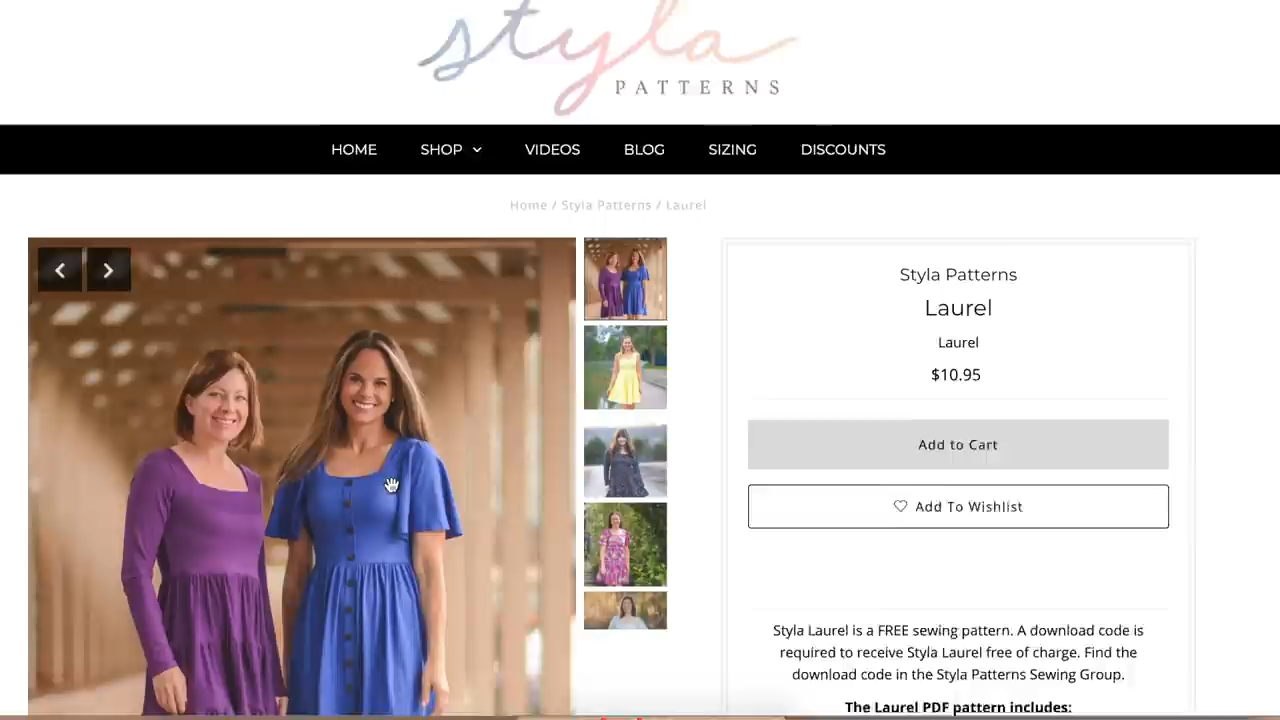 styla
PATTERNS
HOME SHOP VIDEOS BLOG SIZING DISCOUNTS
Home / Styla Patterns / Laurel
Styla Patterns
Laurel
Laurel
$10.95
Add to Cart
Add To Wishlist
Styla Laurel is a FREE sewing pattern. A download code is
required to receive Styla Laurel free of charge. Find the
download code in the Styla Patterns Sewing Group.
The Laurel PDF pattern includes: